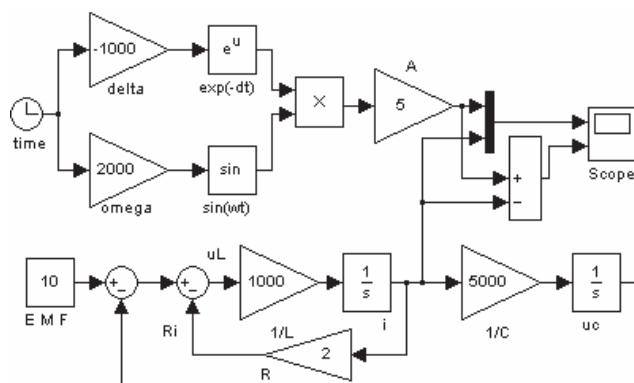 -1000
e^u
delta
exp(-dt)
time
×
A
5
2000
sin
omega
sin(wt)
+
−
Scope
10
E M F
+
−
+
−
uL
1000
1/L
1
s
i
Ri
2
R
5000
1/C
1
s
uc